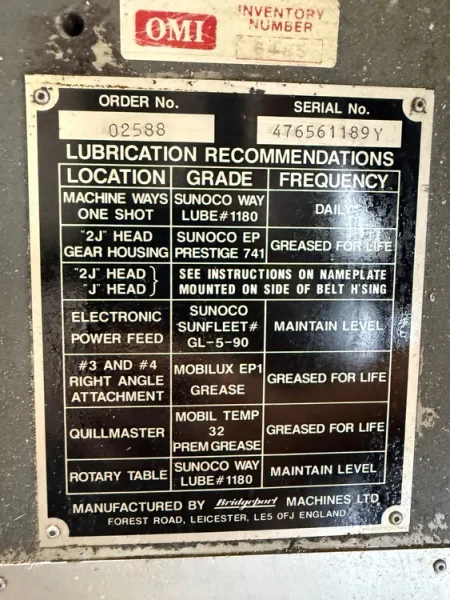 OMI
INVENTORY
NUMBER
ORDER No.
SERIAL No.
02588
476561189Y
LUBRICATION RECOMMENDATIONS
LOCATION GRADE FREQUENCY
MACHINE WAYS
ONE SHOT
SUNOCO WAY
LUBE#1180
DAILY
"2J" HEAD
GEAR HOUSING
SUNOCO EP
PRESTIGE 741
GREASED FOR LIFE
"2J" HEAD
"J" HEAD
SEE INSTRUCTIONS ON NAMEPLATE
MOUNTED ON SIDE OF BELT H'SING
ELECTRONIC
POWER FEED
SUNOCO
SUNFLEET#
GL-5-90
MAINTAIN LEVEL
#3 AND #4
RIGHT ANGLE
ATTACHMENT
MOBILUX EP1
GREASE
GREASED FOR LIFE
QUILLMASTER
MOBIL TEMP
32
PREM GREASE
GREASED FOR LIFE
ROTARY TABLE
SUNOCO WAY
LUBE#1180
MAINTAIN LEVEL
MANUFACTURED BY Bridgeport MACHINES LTD
FOREST ROAD, LEICESTER, LE5 OFJ ENGLAND